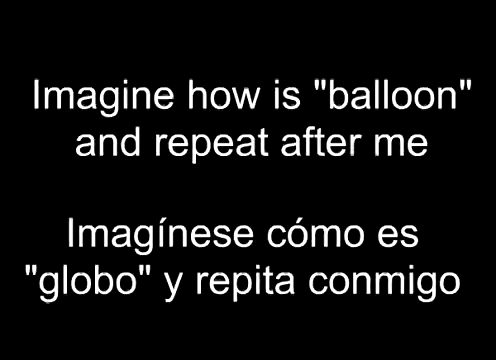 Imagine how is "balloon"
and repeat after me
Imagínese cómo es
"globo" y repita conmigo